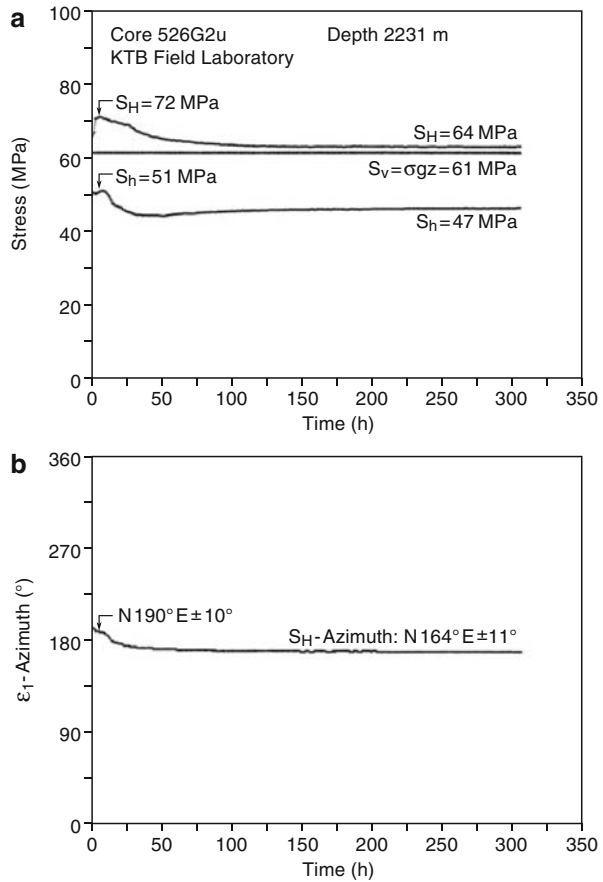 a
100
80
60
40
20
0
Stress (MPa)
Core 526G2u
Depth 2231 m
KTB Field Laboratory
S_H=72 MPa
S_H=64 MPa
S_v=σgz=61 MPa
S_h=51 MPa
S_h=47 MPa
0 50 100 150 200 250 300 350
Time (h)
b
360
270
180
90
0
ε₁-Azimuth (°)
N190°E±10°
S_H-Azimuth: N164°E±11°
0 50 100 150 200 250 300 350
Time (h)